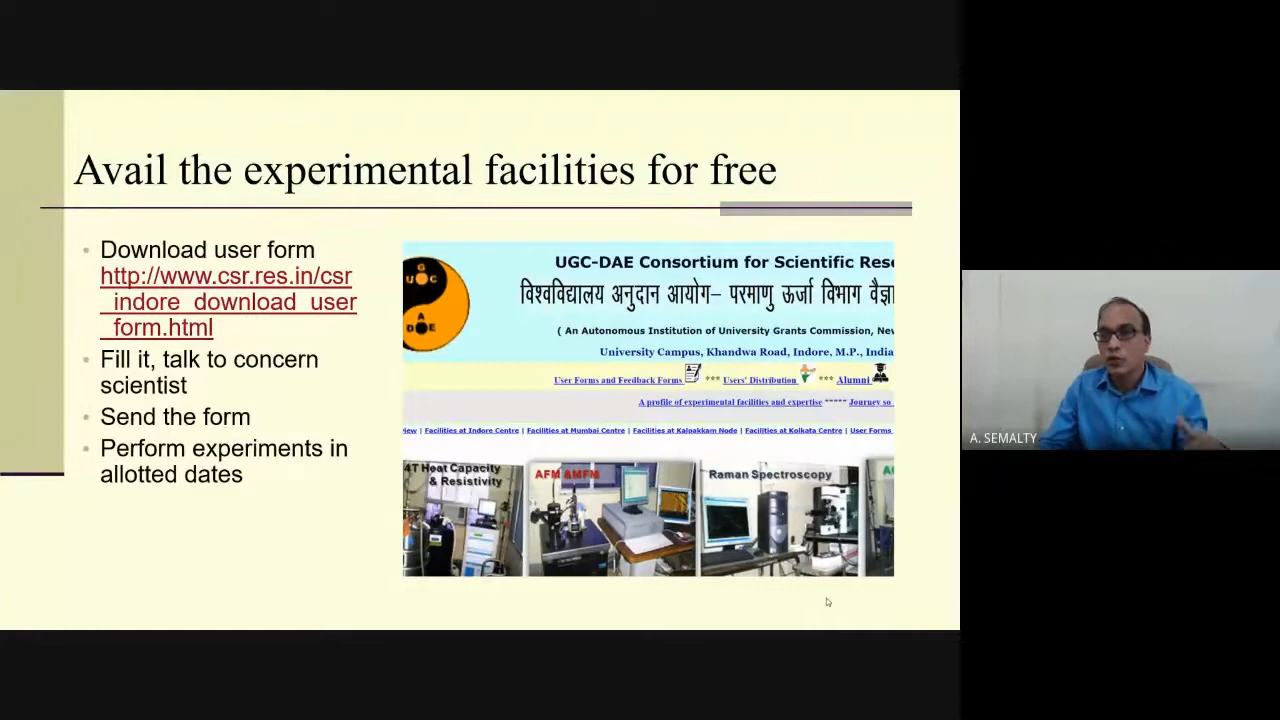 Avail the experimental facilities for free
Download user form
http://www.csr.res.in/csr
_indore_download_user
_form.html
Fill it, talk to concern
scientist
Send the form
Perform experiments in
allotted dates
U
G
UGC
A
DAE
UGC-DAE Consortium for Scientific Rese
विश्वविद्यालय अनुदान आयोग- परमाणु ऊर्जा विभाग वैज्ञा
( An Autonomous Institution of University Grants Commission, New
University Campus, Khandwa Road, Indore, M.P., India
User Forms and Feedback Forms *** Users' Distribution *** Alumni
A profile of experimental facilities and expertise ***** Journey so
iew | Facilities at Indore Centre | Facilities at Mumbai Centre | Facilities at Kalpakkam Node | Facilities at Kolkata Centre | User Forms
4T Heat Capacity
& Resistivity
AFM &MFM
Raman Spectroscopy
A. SEMALTY